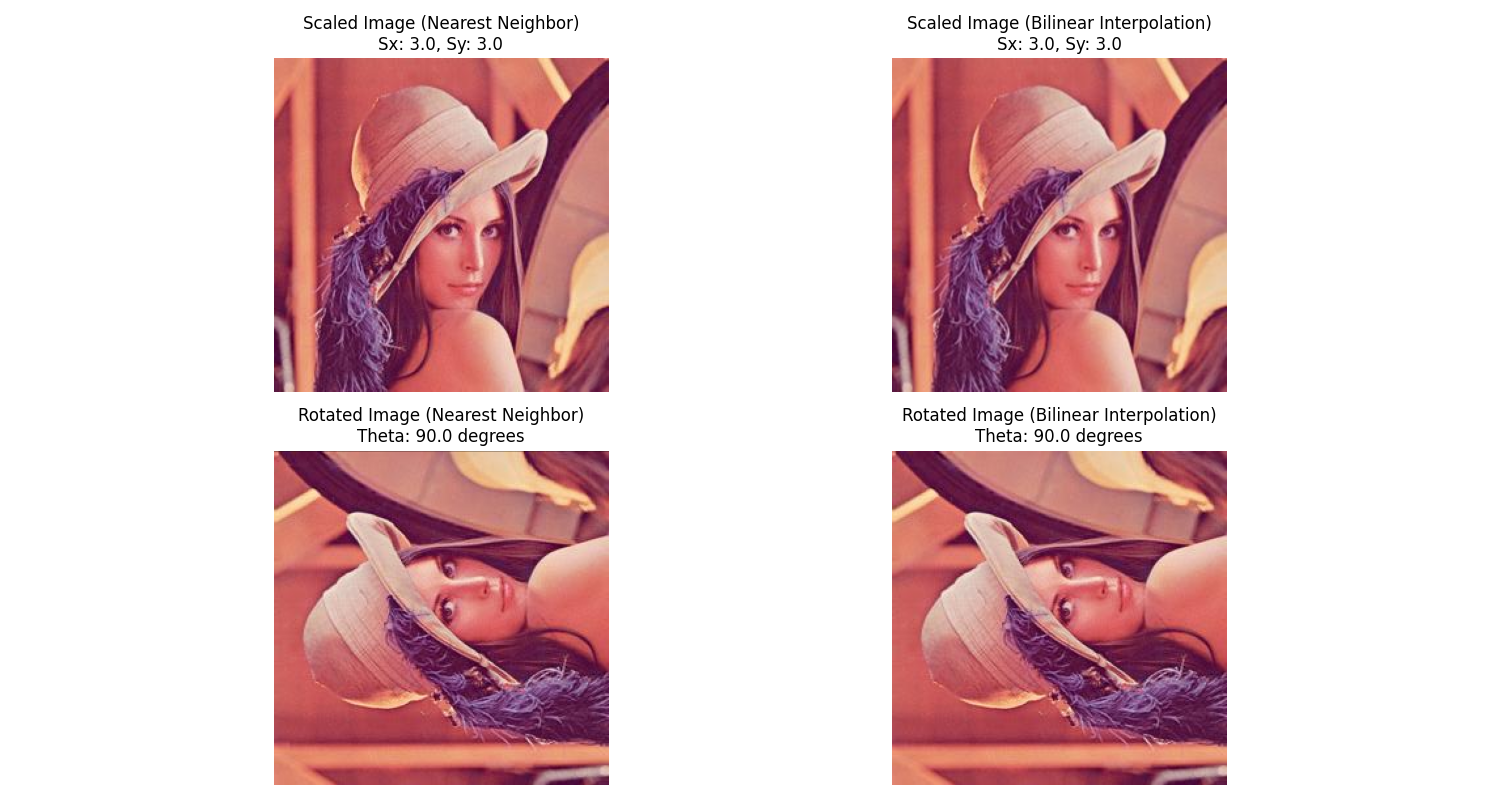 Scaled Image (Nearest Neighbor)
Sx: 3.0, Sy: 3.0
Scaled Image (Bilinear Interpolation)
Sx: 3.0, Sy: 3.0
Rotated Image (Nearest Neighbor)
Theta: 90.0 degrees
Rotated Image (Bilinear Interpolation)
Theta: 90.0 degrees